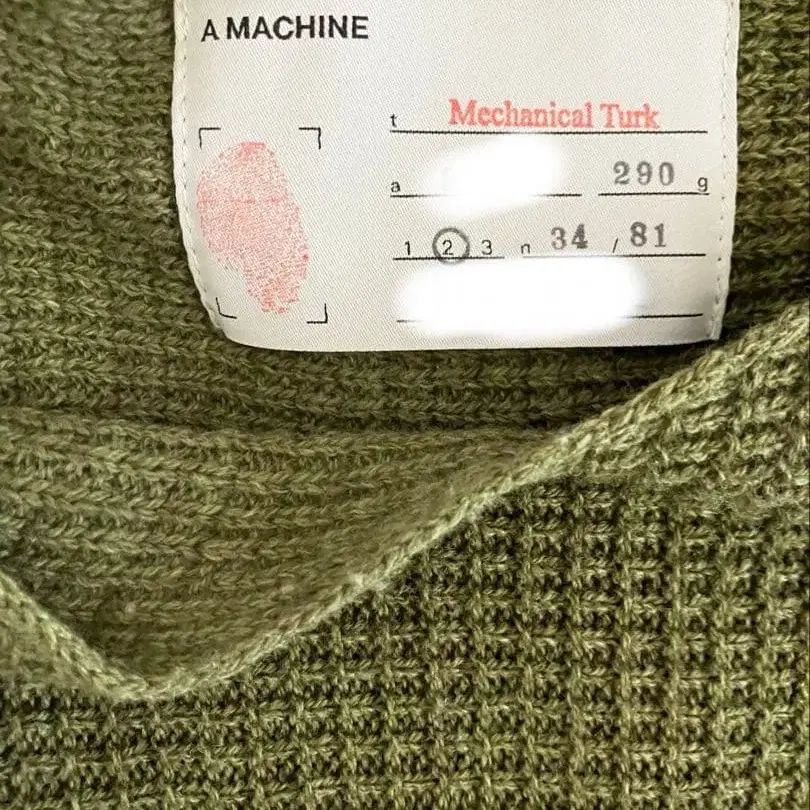 A MACHINE
t Mechanical Turk
a 290 g
1 2 3 n 34 / 81